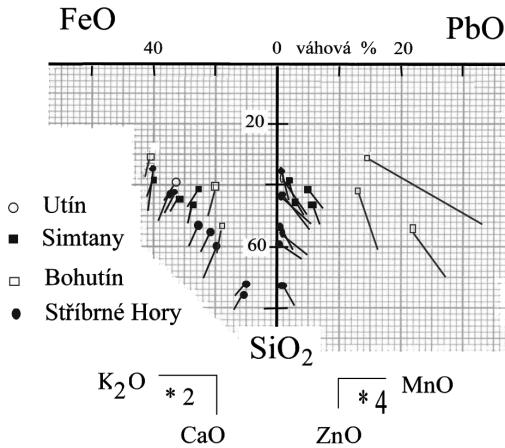 FeO PbO
40 0 váhová % 20
20
Utín
Simtany
60
Bohutín
Stříbrné Hory
SiO2
K2O * 2 * 4 MnO
CaO ZnO